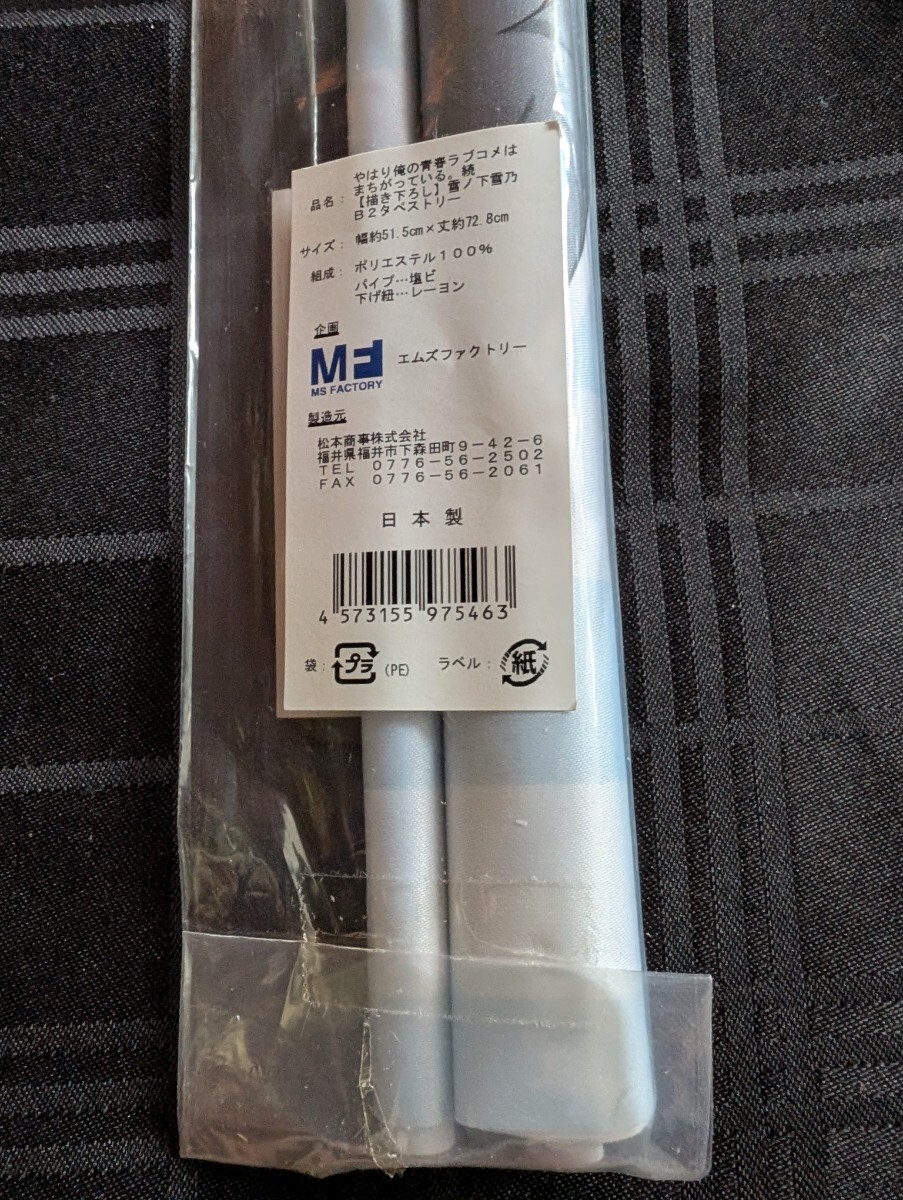 品名：やはり俺の青春ラブコメは
まちがっている。続
【描き下ろし】雪ノ下雪乃
Ｂ２タペストリー
サイズ：幅約51.5cm×丈約72.8cm
組成：ポリエステル１００％
パイプ…塩ビ
下げ紐…レーヨン
企画
MF エムズファクトリー
MS FACTORY
製造元
松本商事株式会社
福井県福井市下森田町９－４２－６
ＴＥＬ ０７７６－５６－２５０２
ＦＡＸ ０７７６－５６－２０６１
日本製
4 573155 975463
袋：プラ (PE) ラベル：紙